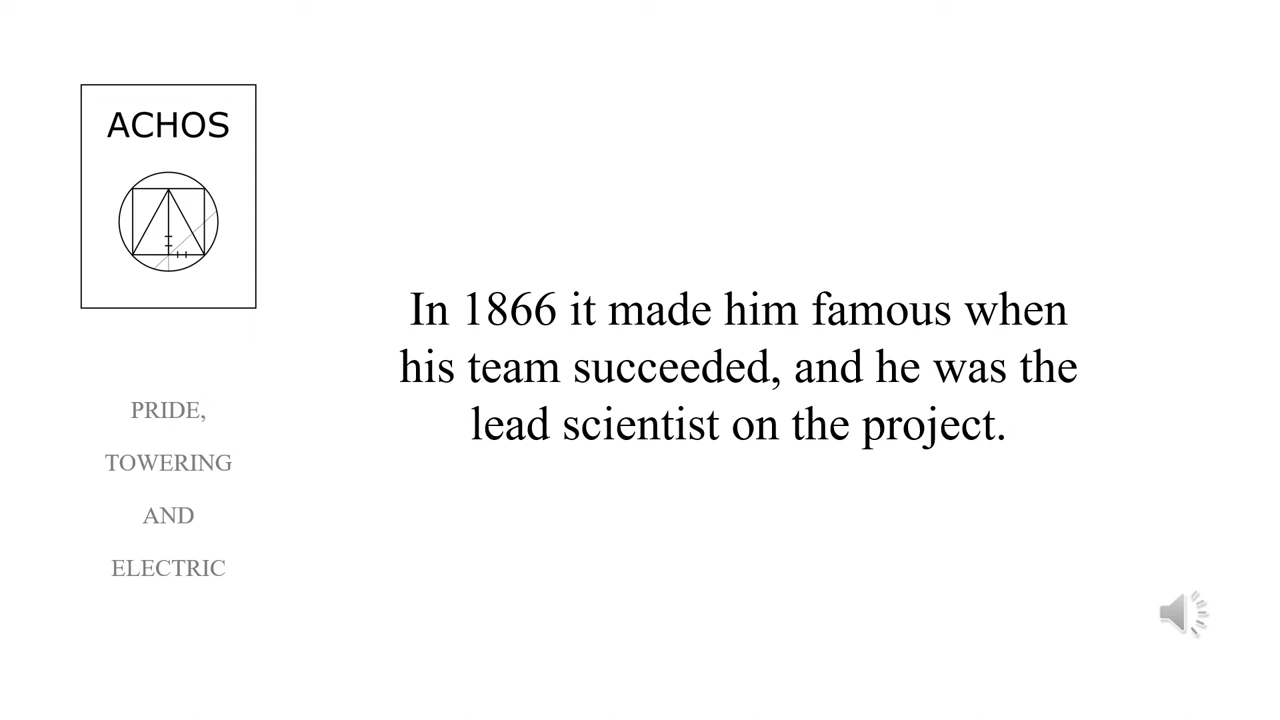 ACHOS
PRIDE,
TOWERING
AND
ELECTRIC
In 1866 it made him famous when
his team succeeded, and he was the
lead scientist on the project.